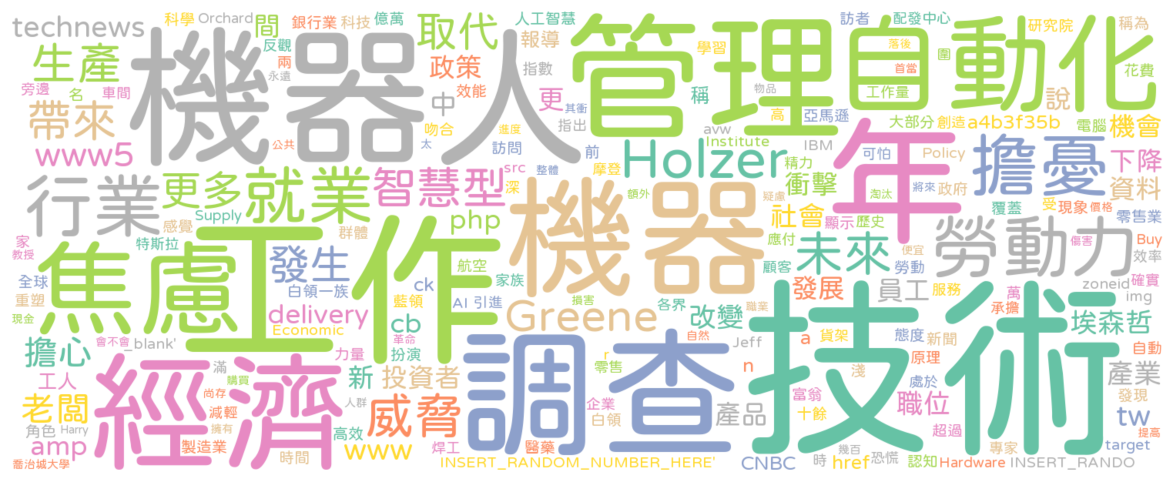 technews
科學 Orchard 銀行業 科技 億萬
機器人
間 取代
管理
自動化
人工智慧 訪者 配發中心 研究院 稱為
反觀 兩 報導 學習 落後 圍 首當
永遠 指數 花費
生產 政策 效能 物品 工作量
旁邊 名 車間 中 更 稱 亞馬遜 說
帶來 吻合 指出 其衝 高 大部分 創造 a4b3f35b 電腦 機會
公共 進度 avw IBM
www5 太 訪問 前 Institute 精力 可怕 Policy 下降
行業 更多 就業 智慧型 src 整體 Holzer 摩登 衝擊 年 擔憂
深 額外 疑慮 淘汰 將來 政府 資料
Supply php 機器 社會 顯示 歷史 覆蓋 受 現象 價格
感覺 群體 應付 零售業
家 特斯拉 勞動力 傷害 Buy
教授 焦慮 工作 發生 航空 未來 勞動 效率
全球 白領一族 ck 家族 顧客 zoneid 確實
重塑 藍領 AI 引進 各界 發展 員工 服務 萬 img
現金 delivery Greene 改變 承擔
Economic cb 損害 職業 a 貨架 態度 新聞 埃森哲 自動
會不會 _blank' 革命 自然 Jeff
擔心 力量 扮演 調查 r 技術 原理 產業
滿 零售 n 淺
工人 經濟 新 投資者 富翁 處於 發現
購買 尚存 企業 職位
老闆 減輕 人群 威脅 白領 產品 十餘 tw
角色 Harry 擁有 高效 焊工 超過 提高
amp 製造業 www 醫藥 幾百 時 專家 target
喬治城大學 時間 INSERT_RANDOM_NUMBER_HERE' CNBC href 恐慌 認知 Hardware INSERT_RANDO
便宜